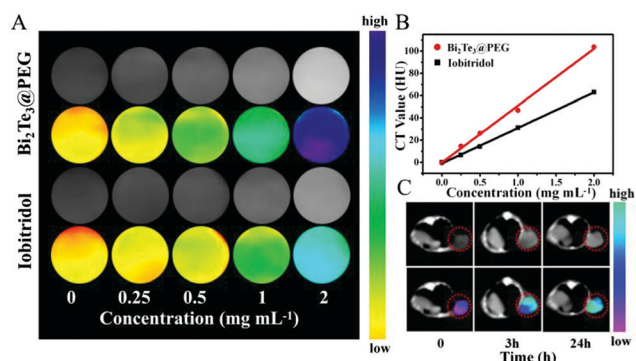 A
high
Bi₂Te₃@PEG
Iobitridol
0 0.25 0.5 1 2
Concentration (mg mL⁻¹)
low
B
CT Value (HU)
100
80
60
40
20
0
Bi₂Te₃@PEG
Iobitridol
0.0 0.5 1.0 1.5 2.0
Concentration (mg mL⁻¹)
C
high
0 3h 24h
Time (h)
low